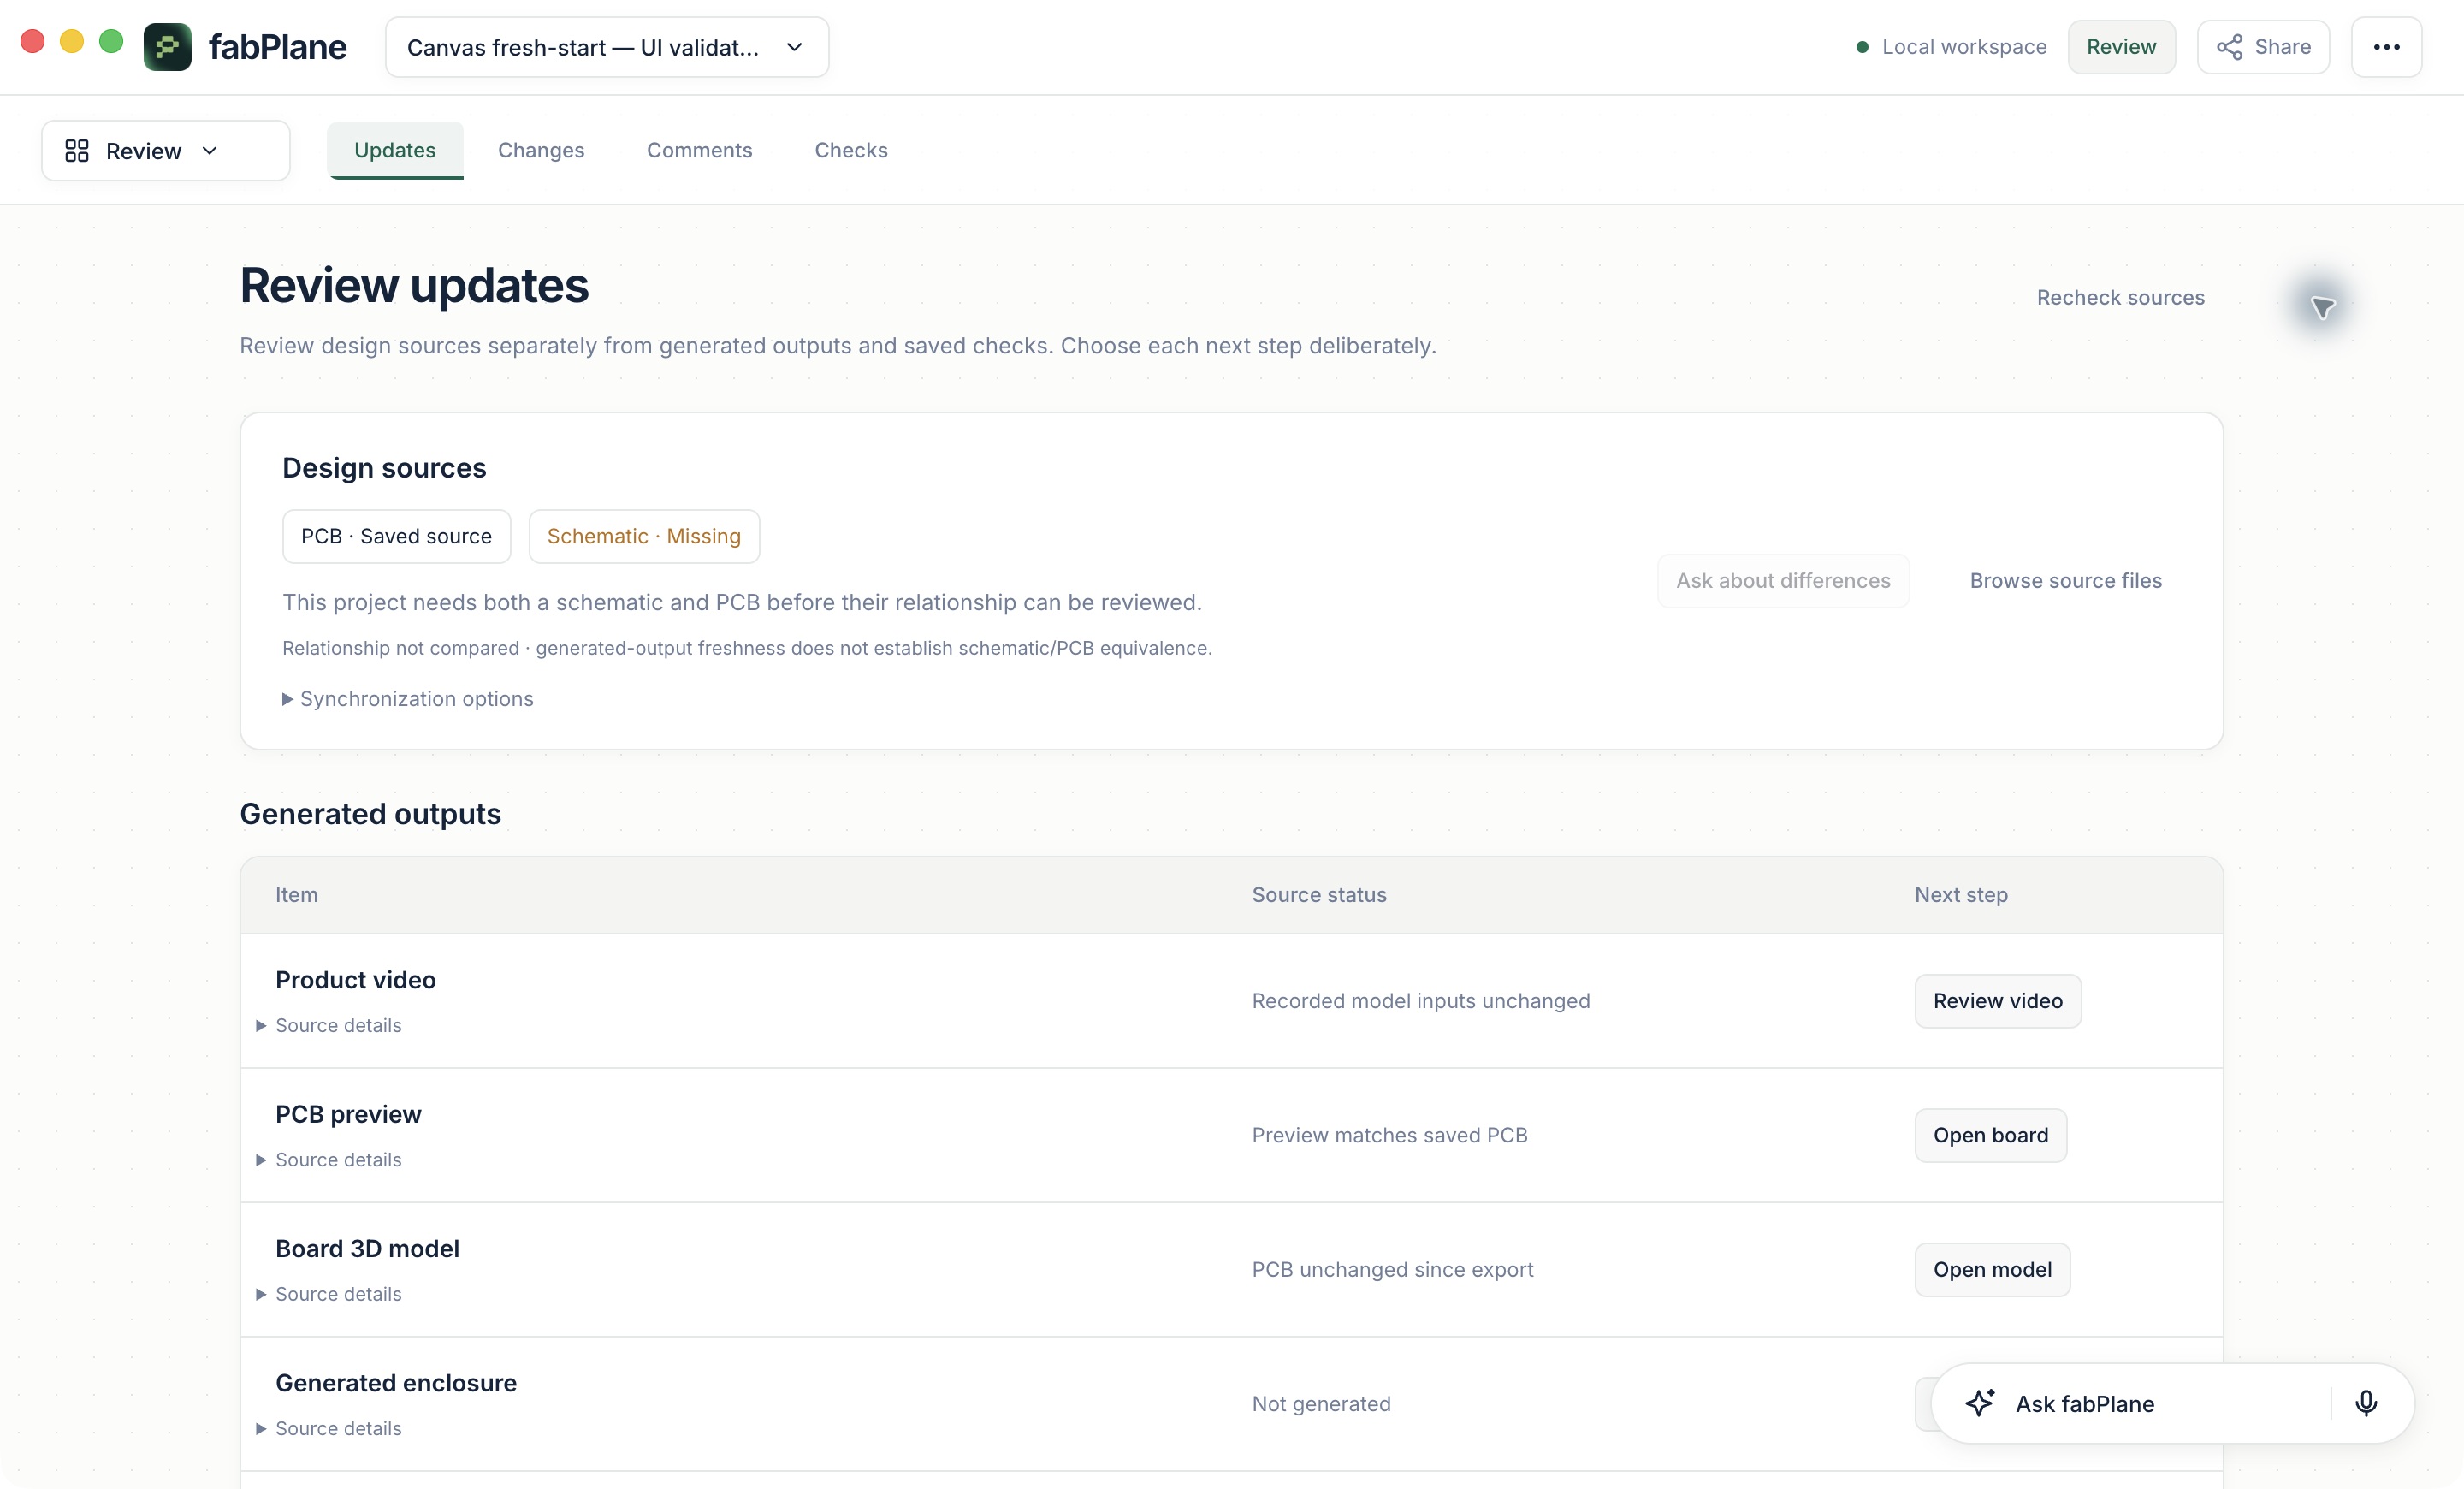 fabPlane
Canvas fresh-start — UI validat...
Local workspace
Review
Share
Review
Updates
Changes
Comments
Checks
Review updates
Recheck sources
Review design sources separately from generated outputs and saved checks. Choose each next step deliberately.
Design sources
PCB · Saved source
Schematic · Missing
This project needs both a schematic and PCB before their relationship can be reviewed.
Ask about differences
Browse source files
Relationship not compared · generated-output freshness does not establish schematic/PCB equivalence.
Synchronization options
Generated outputs
Item
Source status
Next step
Product video
Source details
Recorded model inputs unchanged
Review video
PCB preview
Source details
Preview matches saved PCB
Open board
Board 3D model
Source details
PCB unchanged since export
Open model
Generated enclosure
Source details
Not generated
Ask fabPlane